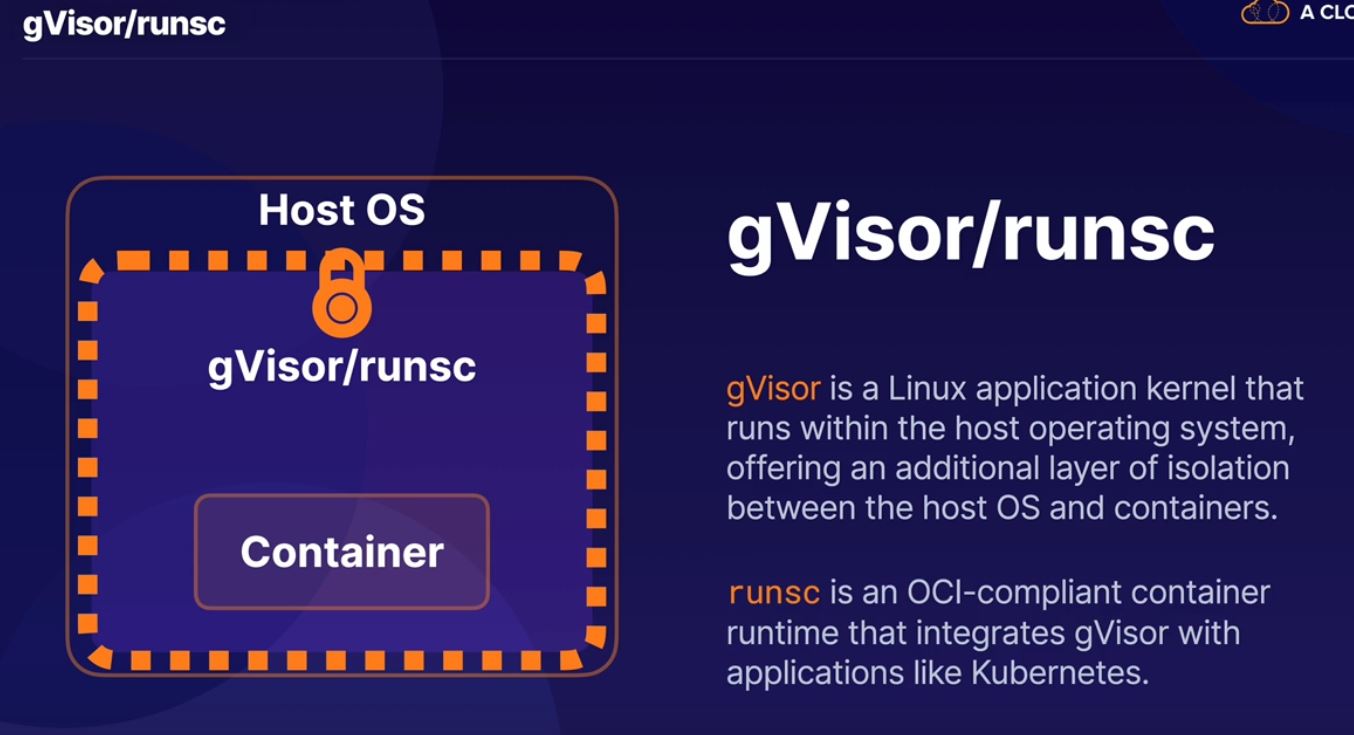 gVisor/runsc
A CLO
Host OS
gVisor/runsc
Container
gVisor/runsc
gVisor is a Linux application kernel that
runs within the host operating system,
offering an additional layer of isolation
between the host OS and containers.
runsc is an OCI-compliant container
runtime that integrates gVisor with
applications like Kubernetes.